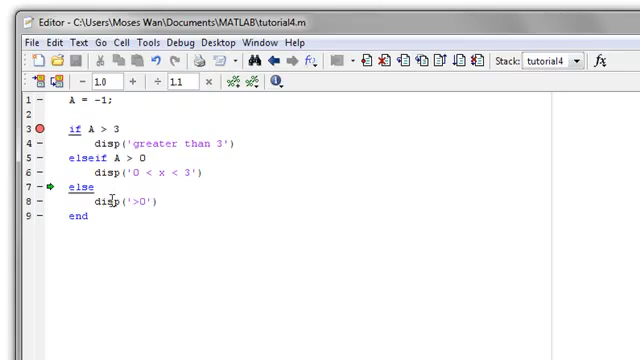 Editor - C:\Users\Moses Wan\Documents\MATLAB\tutorial4.m
File Edit Text Go Cell Tools Debug Desktop Window Help
Stack: tutorial4 fx
1.0 1.1
1 A = -1;
2
3 if A > 3
4 disp('greater than 3')
5 elseif A > 0
6 disp('0 < x < 3')
7 else
8 disp('>0')
9 end